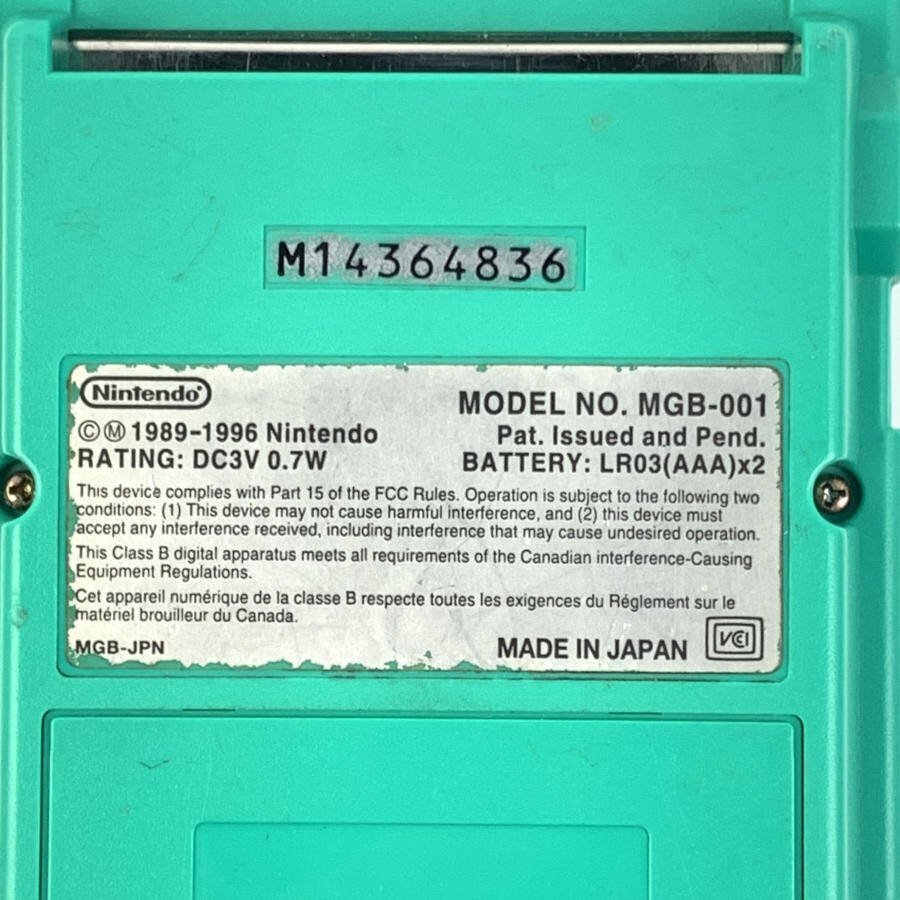 M14364836
Nintendo®
MODEL NO. MGB-001
©Ⓜ 1989-1996 Nintendo
Pat. Issued and Pend.
RATING: DC3V 0.7W
BATTERY: LR03(AAA)x2
This device complies with Part 15 of the FCC Rules. Operation is subject to the following two
conditions: (1) This device may not cause harmful interference, and (2) this device must
accept any interference received, including interference that may cause undesired operation.
This Class B digital apparatus meets all requirements of the Canadian interference-Causing
Equipment Regulations.
Cet appareil numérique de la classe B respecte toutes les exigences du Réglement sur le
matériel brouilleur du Canada.
MGB-JPN
MADE IN JAPAN
VCI